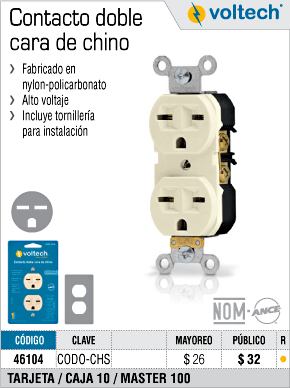 Contacto doble
cara de chino
voltech®
Fabricado en
nylon-policarbonato
Alto voltaje
Incluye tornillería
para instalación
voltech
Contacto doble cara de chino
NOM-ANCE
CÓDIGO CLAVE MAYOREO PÚBLICO R
46104 CODO-CHS $ 26 $ 32
TARJETA / CAJA 10 / MASTER 100